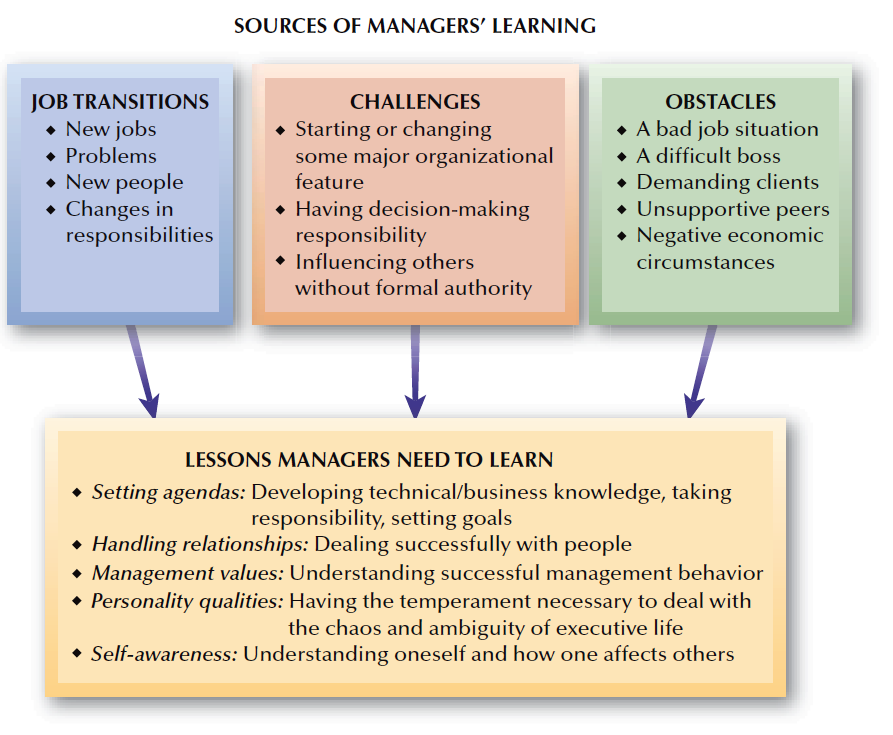 SOURCES OF MANAGERS’ LEARNING
JOB TRANSITIONS
◆ New jobs
◆ Problems
◆ New people
◆ Changes in
responsibilities
CHALLENGES
◆ Starting or changing
some major organizational
feature
◆ Having decision-making
responsibility
◆ Influencing others
without formal authority
OBSTACLES
◆ A bad job situation
◆ A difficult boss
◆ Demanding clients
◆ Unsupportive peers
◆ Negative economic
circumstances
LESSONS MANAGERS NEED TO LEARN
◆ Setting agendas: Developing technical/business knowledge, taking
responsibility, setting goals
◆ Handling relationships: Dealing successfully with people
◆ Management values: Understanding successful management behavior
◆ Personality qualities: Having the temperament necessary to deal with
the chaos and ambiguity of executive life
◆ Self-awareness: Understanding oneself and how one affects others